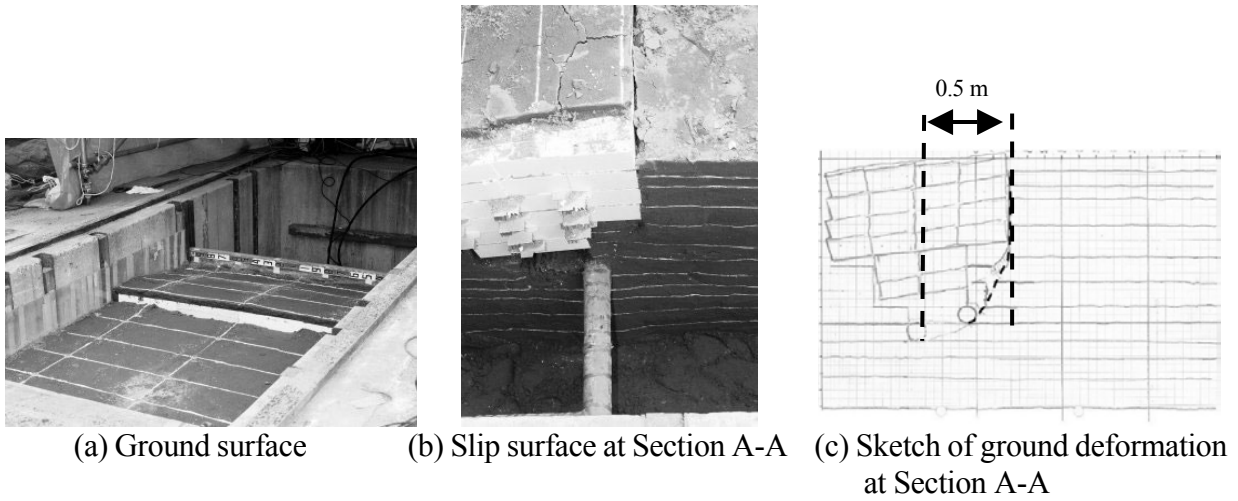 0.5 m
(a) Ground surface
(b) Slip surface at Section A-A
(c) Sketch of ground deformation
at Section A-A